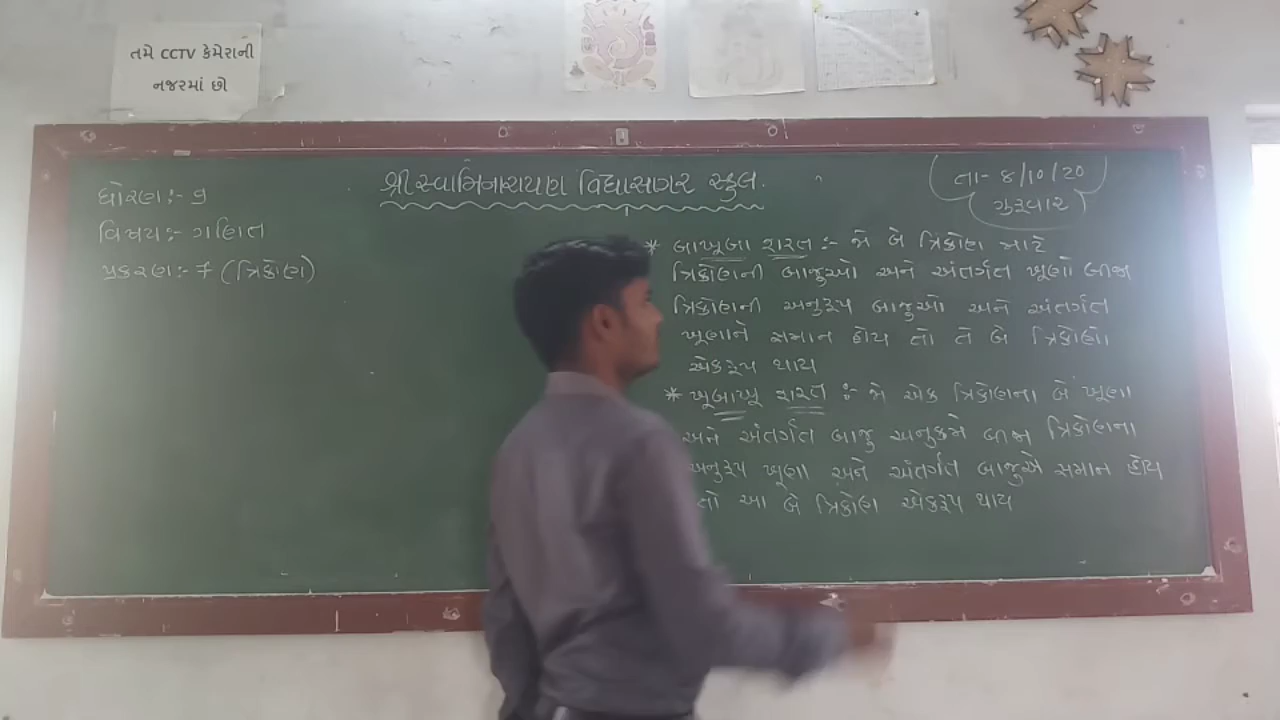 તમે CCTV કેમેરાની
નજરમાં છો
શ્રી સ્વામિનારાયણ વિદ્યાસાગર સ્કુલ.
ધોરણ:- 9
વિષય:- ગણિત
પ્રકરણ:- 7 (ત્રિકોણ)
તા- ૪/10/20
ગુરૂવાર
* બાખૂબા શરત :- જો બે ત્રિકોણ માટે
ત્રિકોણની બાજુઓ અને અંતર્ગત ખૂણો બીજા
ત્રિકોણની અનુરૂપ બાજુઓ અને અંતર્ગત
ખૂણાને સમાન હોય તો તે બે ત્રિકોણો
એકરૂપ થાય
* ખૂબાખૂ શરત :- જો એક ત્રિકોણના બે ખૂણા
અને અંતર્ગત બાજુ અનુક્રમે બીજા ત્રિકોણના
અનુરૂપ ખૂણા અને અંતર્ગત બાજુએ સમાન હોય
તો આ બે ત્રિકોણ એકરૂપ થાય